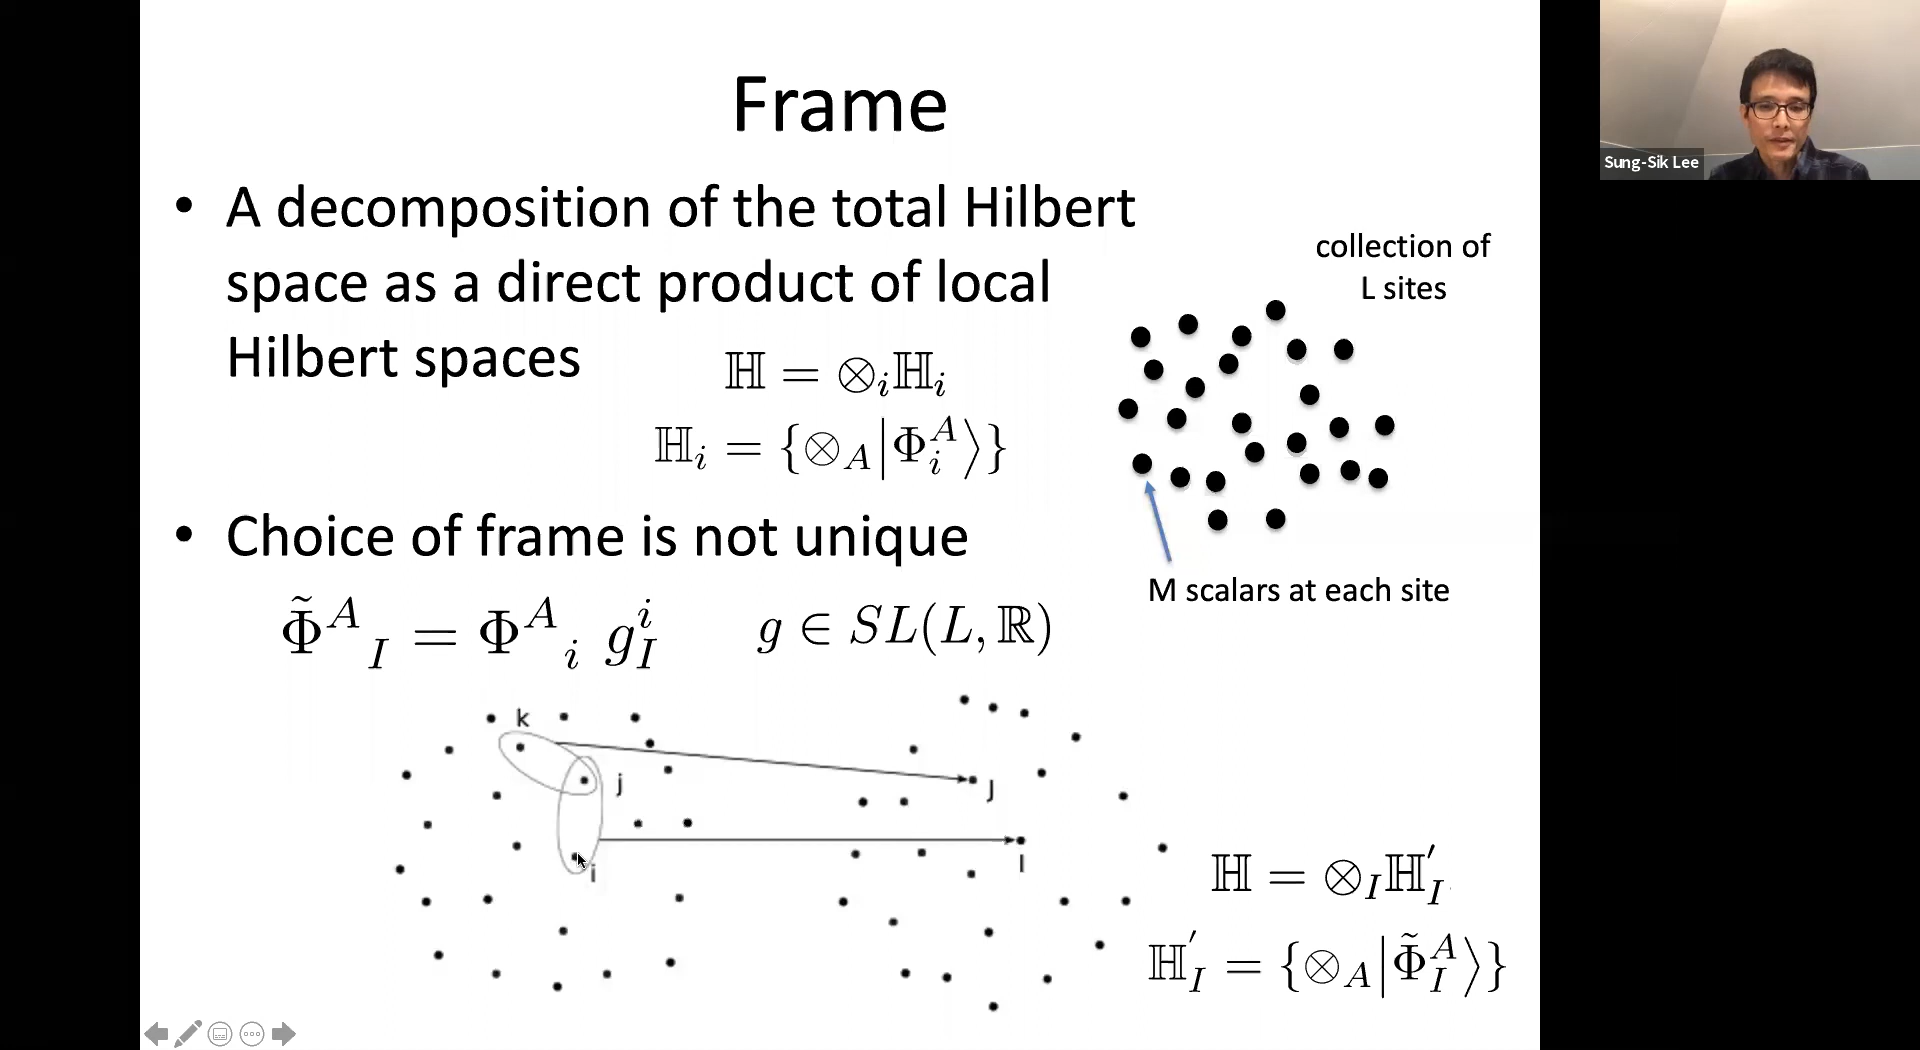 Frame
• A decomposition of the total Hilbert
space as a direct product of local
Hilbert spaces
ℍ = ⊗ᵢℍᵢ
ℍᵢ = {⊗_A|Φ_i^A⟩}
• Choice of frame is not unique
Φ̃^A_I = Φ^A_i g^i_I
g ∈ SL(L, ℝ)
collection of
L sites
M scalars at each site
k
j
i
J
I
ℍ = ⊗_I ℍ'_I
ℍ'_I = {⊗_A|Φ̃_I^A⟩}
Sung-Sik Lee